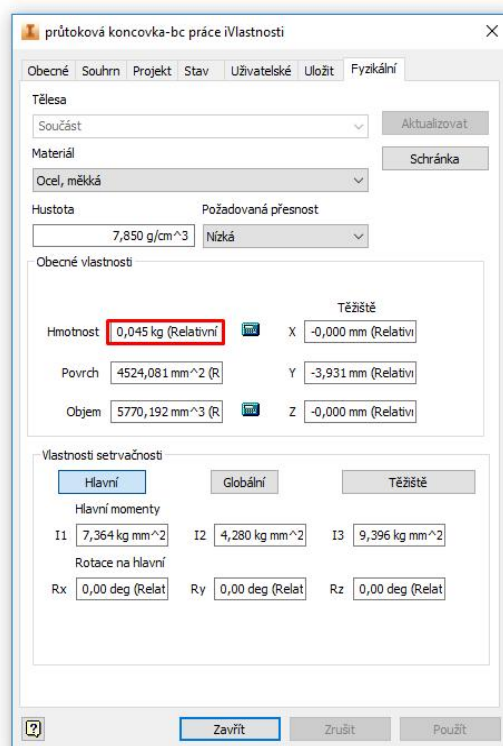 průtoková koncovka-bc práce iVlastnosti
Obecné Souhrn Projekt Stav Uživatelské Uložit Fyzikální
Tělesa
Součást
Aktualizovat
Materiál
Schránka
Ocel, měkká
Hustota Požadovaná přesnost
7,850 g/cm^3 Nízká
Obecné vlastnosti
Těžiště
Hmotnost 0,045 kg (Relativní X -0,000 mm (Relativi
Povrch 4524,081 mm^2 (R Y -3,931 mm (Relativi
Objem 5770,192 mm^3 (R Z -0,000 mm (Relativi
Vlastnosti setrvačnosti
Hlavní Globální Těžiště
Hlavní momenty
I1 7,364 kg mm^2 I2 4,280 kg mm^2 I3 9,396 kg mm^2
Rotace na hlavní
Rx 0,00 deg (Relat Ry 0,00 deg (Relat Rz 0,00 deg (Relat
Zavřít Zrušit Použít